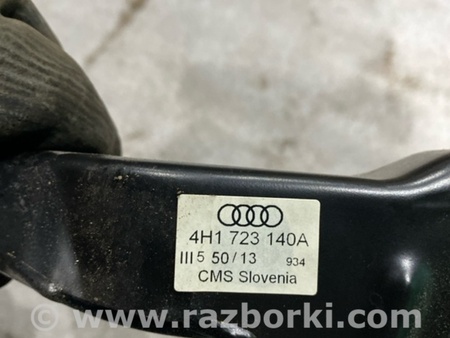 4H1 723 140A
III5 50/13 934
CMS Slovenia
www.razborki.com